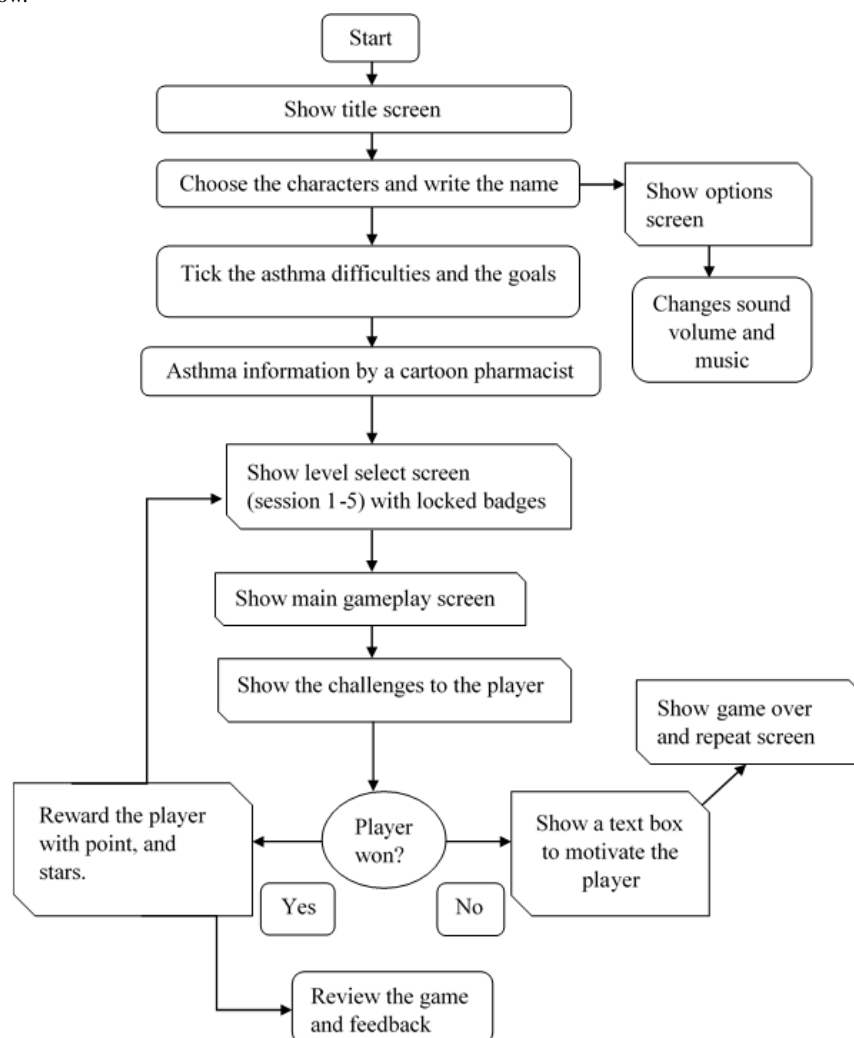 Start
Show title screen
Choose the characters and write the name
Show options
screen
Tick the asthma difficulties and the goals
Changes sound
volume and
music
Asthma information by a cartoon pharmacist
Show level select screen
(session 1-5) with locked badges
Show main gameplay screen
Show the challenges to the player
Show game over
and repeat screen
Reward the player
with point, and
stars.
Player
won?
Show a text box
to motivate the
player
Yes
No
Review the game
and feedback